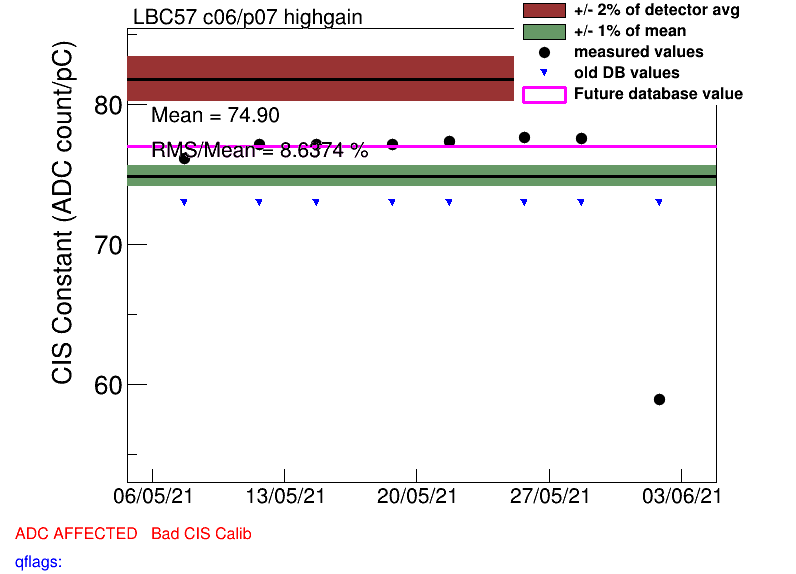 LBC57 c06/p07 highgain
+/- 2% of detector avg
+/- 1% of mean
measured values
old DB values
Future database value
CIS Constant (ADC count/pC)
80
70
60
Mean = 74.90
RMS/Mean = 8.6374 %
06/05/21 13/05/21 20/05/21 27/05/21 03/06/21
ADC AFFECTED Bad CIS Calib
qflags: